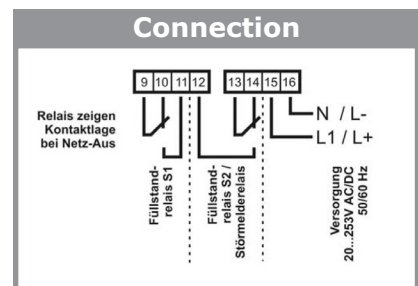 Connection
9 10 11 12 13 14 15 16
Relais zeigen
Kontaktlage
bei Netz-Aus
N / L-
L1 / L+
Füllstand-
relais S1
Füllstand-
relais S2 /
Störmelderelais
Versorgung
20...253V AC/DC
50/60 Hz